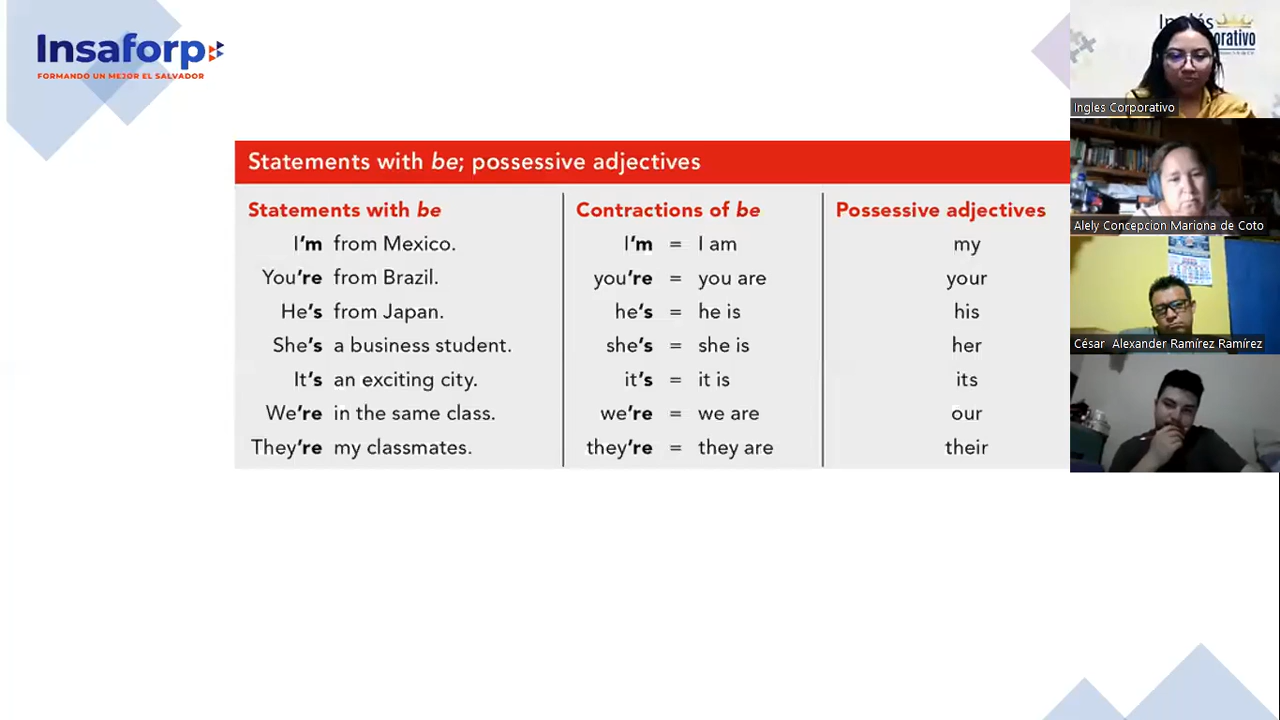 Insaforp
FORMANDO UN MEJOR EL SALVADOR
Statements with be; possessive adjectives
Statements with be
I'm from Mexico.
You're from Brazil.
He's from Japan.
She's a business student.
It's an exciting city.
We're in the same class.
They're my classmates.
Contractions of be
I'm = I am
you're = you are
he's = he is
she's = she is
it's = it is
we're = we are
they're = they are
Possessive adjectives
my
your
his
her
its
our
their
Inglés
Ingles Corporativo
Alely Concepcion Mariona de Coto
César Alexander Ramírez Ramírez